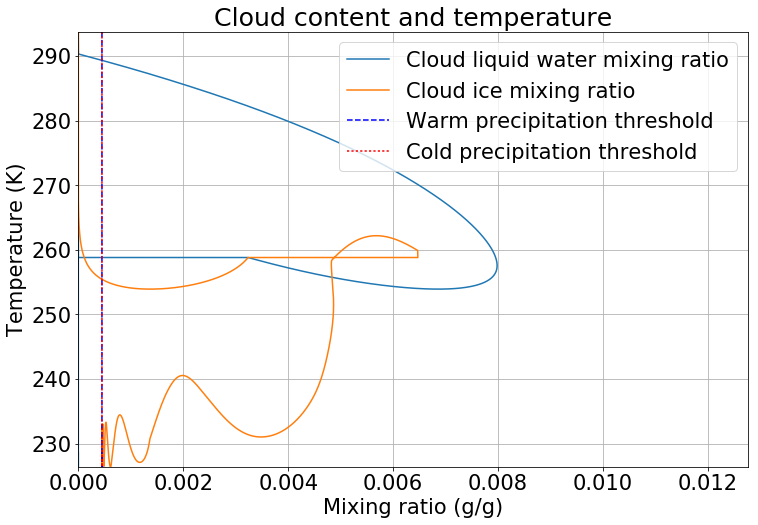 Cloud content and temperature
Cloud liquid water mixing ratio
Cloud ice mixing ratio
Warm precipitation threshold
Cold precipitation threshold
Temperature (K)
290
280
270
260
250
240
230
0.000 0.002 0.004 0.006 0.008 0.010 0.012
Mixing ratio (g/g)